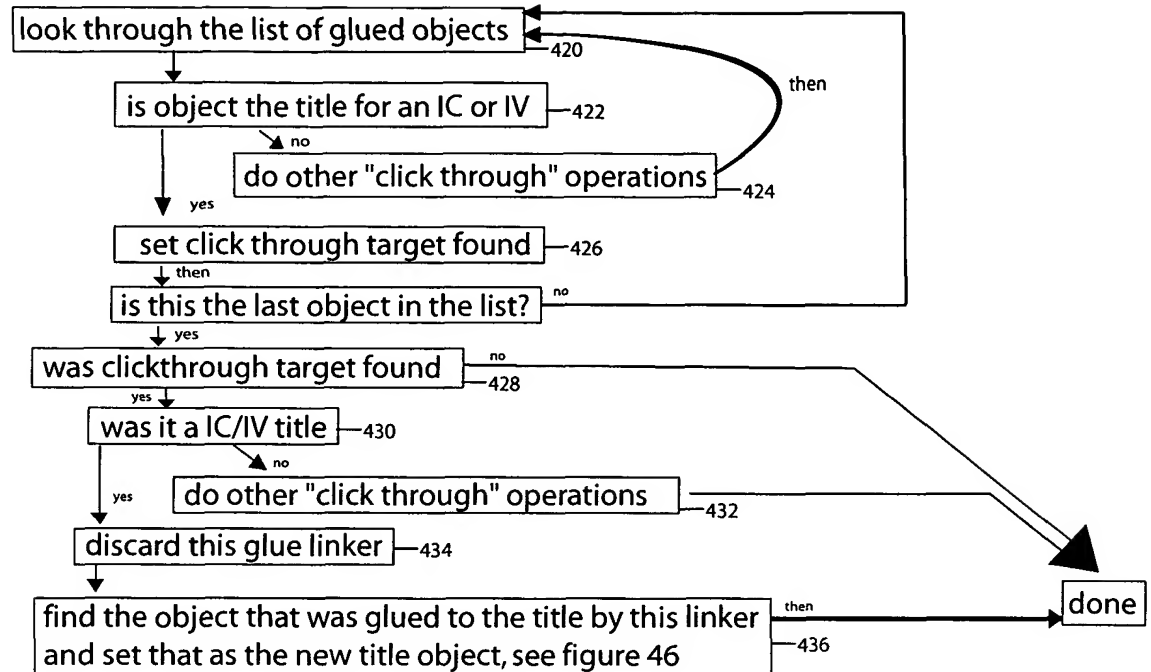 look through the list of glued objects
420
then
is object the title for an IC or IV
422
no
do other "click through" operations
424
yes
set click through target found
426
then
is this the last object in the list?
no
yes
was clickthrough target found
no
428
yes
was it a IC/IV title
430
no
yes
do other "click through" operations
432
discard this glue linker
434
find the object that was glued to the title by this linker
and set that as the new title object, see figure 46
then
436
done